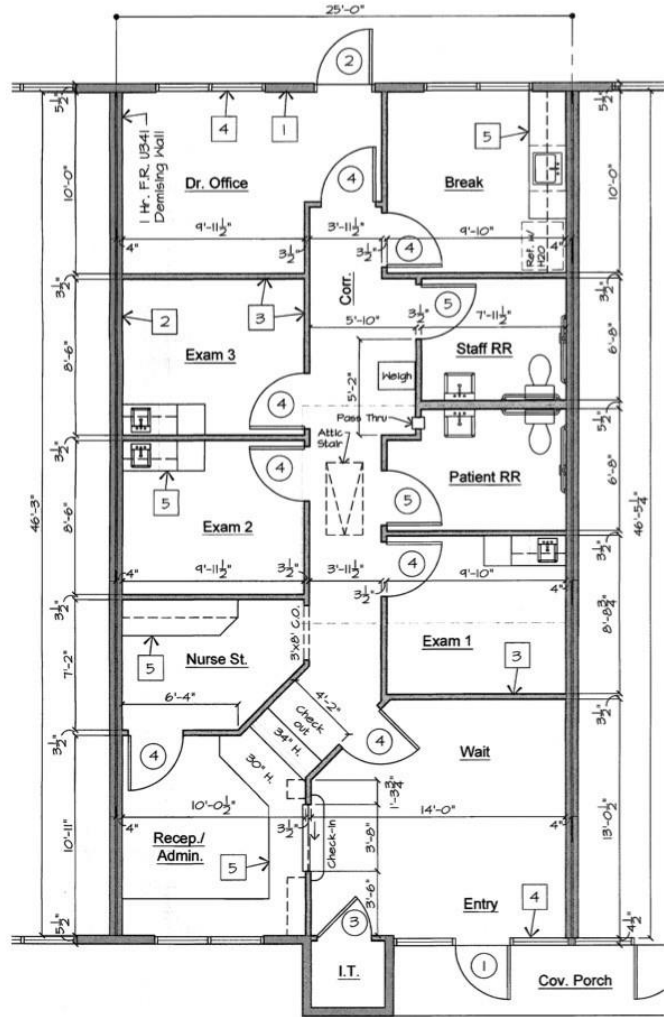 25'-0"
2
5½"
5½"
4
1
5
1 Hr. F.R. U341
Demising Wall
4
Dr. Office
Break
10'-0"
10'-0"
9'-11½"
3'-11½"
9'-10"
4"
3½"
3½"
4
4"
Ref. W/
H2O
3½"
3½"
Corr.
5
2
3
3½"
5'-10"
7'-11½"
Exam 3
Staff RR
8'-6"
6'-8"
5'-2"
Weigh
4
Pass Thru
Attic
Stair
3½"
5½"
4
Patient RR
5
5
6'-8"
46'-3"
46'-5¼"
Exam 2
8'-6"
4
3½"
9'-11½"
3'-11½"
9'-10"
4"
3½"
3½"
4"
3½"
8'-8¾"
3'x8' C.O.
Exam 1
Nurse St.
3
5
7'-2"
6'-4"
4'-2"
Check
out
34" H.
30" H.
3½"
3½"
4
4
Wait
1'-3¾"
10'-0½"
14'-0"
4"
3½"
4"
Recep./
Admin.
Check-In
3'-8"
13'-0½"
10'-11"
5
3'-6"
Entry
4
3
5½"
4½"
I.T.
1
Cov. Porch